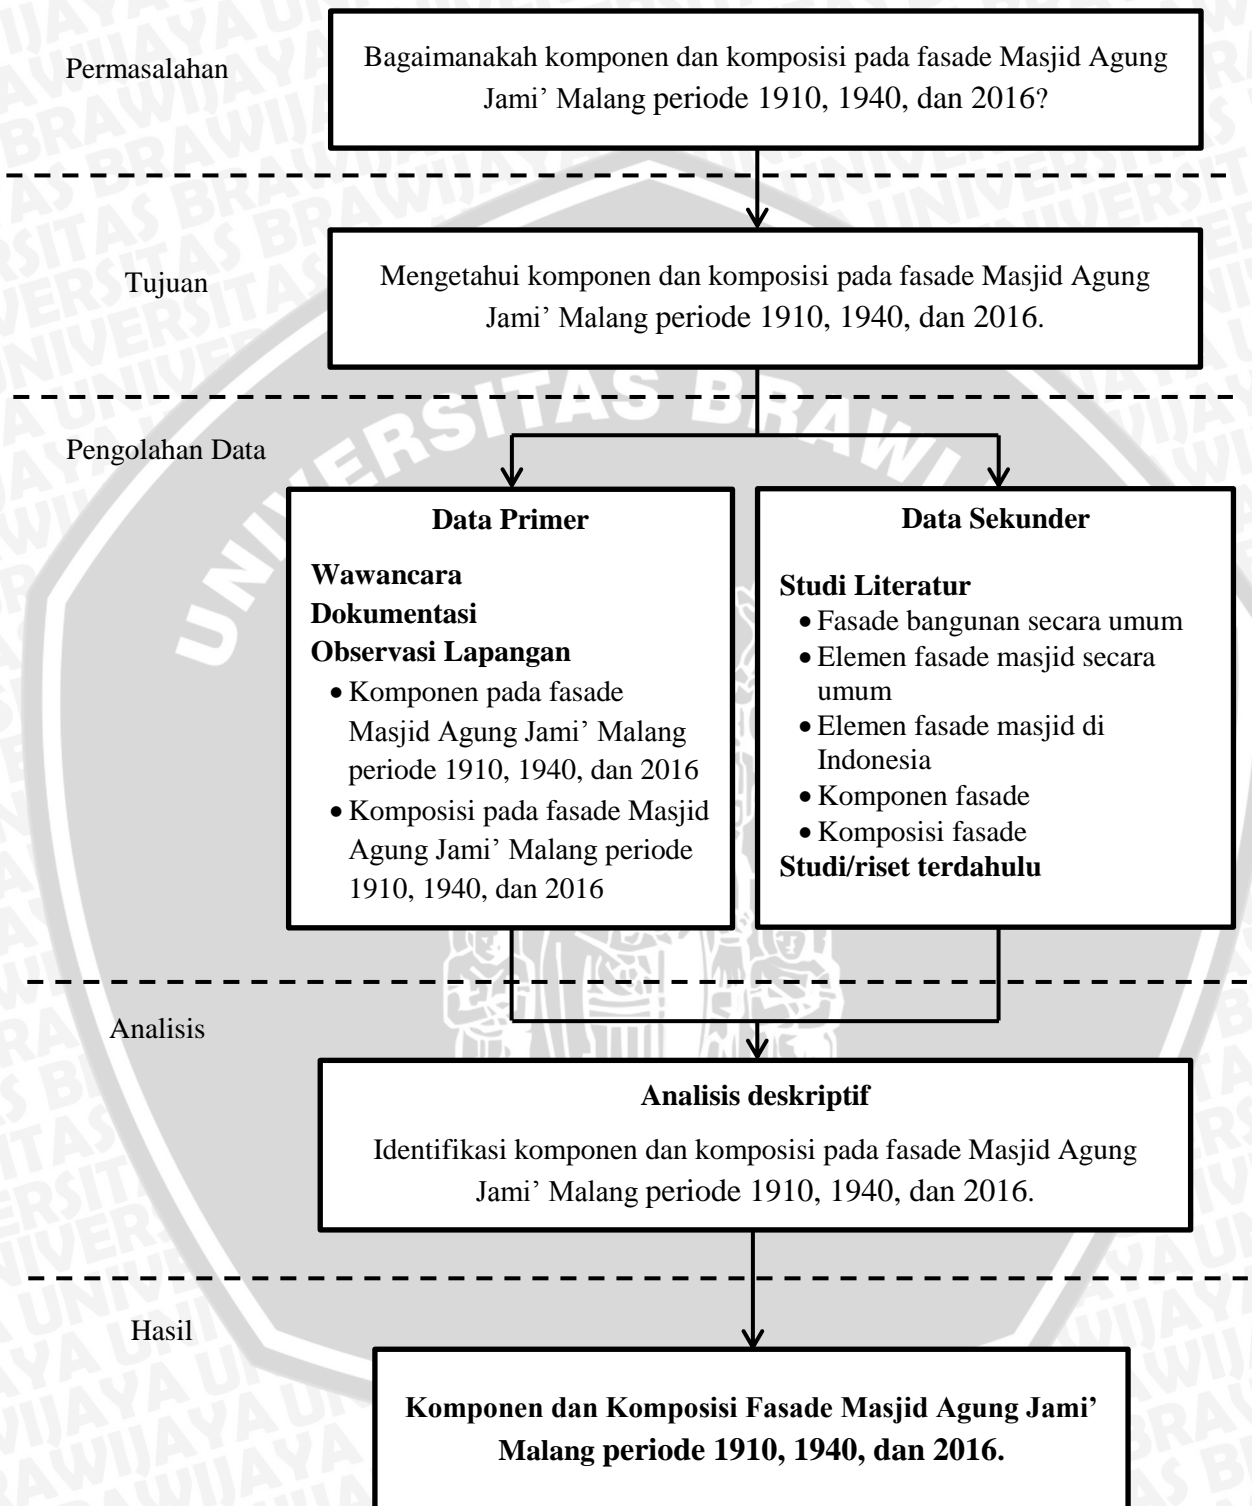 Permasalahan
Bagaimanakah komponen dan komposisi pada fasade Masjid Agung
Jami’ Malang periode 1910, 1940, dan 2016?
Tujuan
Mengetahui komponen dan komposisi pada fasade Masjid Agung
Jami’ Malang periode 1910, 1940, dan 2016.
Pengolahan Data
Data Primer
Wawancara
Dokumentasi
Observasi Lapangan
• Komponen pada fasade
Masjid Agung Jami’ Malang
periode 1910, 1940, dan 2016
• Komposisi pada fasade Masjid
Agung Jami’ Malang periode
1910, 1940, dan 2016
Data Sekunder
Studi Literatur
• Fasade bangunan secara umum
• Elemen fasade masjid secara
umum
• Elemen fasade masjid di
Indonesia
• Komponen fasade
• Komposisi fasade
Studi/riset terdahulu
Analisis
Analisis deskriptif
Identifikasi komponen dan komposisi pada fasade Masjid Agung
Jami’ Malang periode 1910, 1940, dan 2016.
Hasil
Komponen dan Komposisi Fasade Masjid Agung Jami’
Malang periode 1910, 1940, dan 2016.
UNIVERSITAS BRAWI